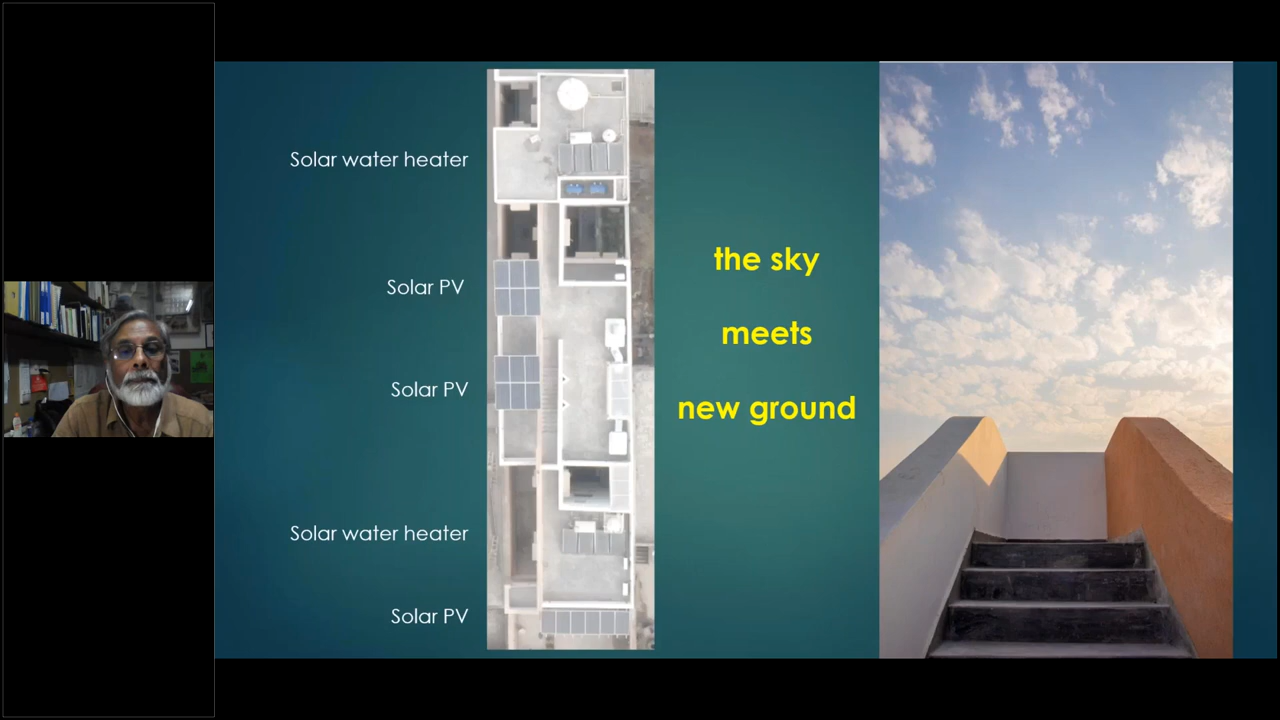 Solar water heater
Solar PV
Solar PV
Solar water heater
Solar PV
the sky
meets
new ground